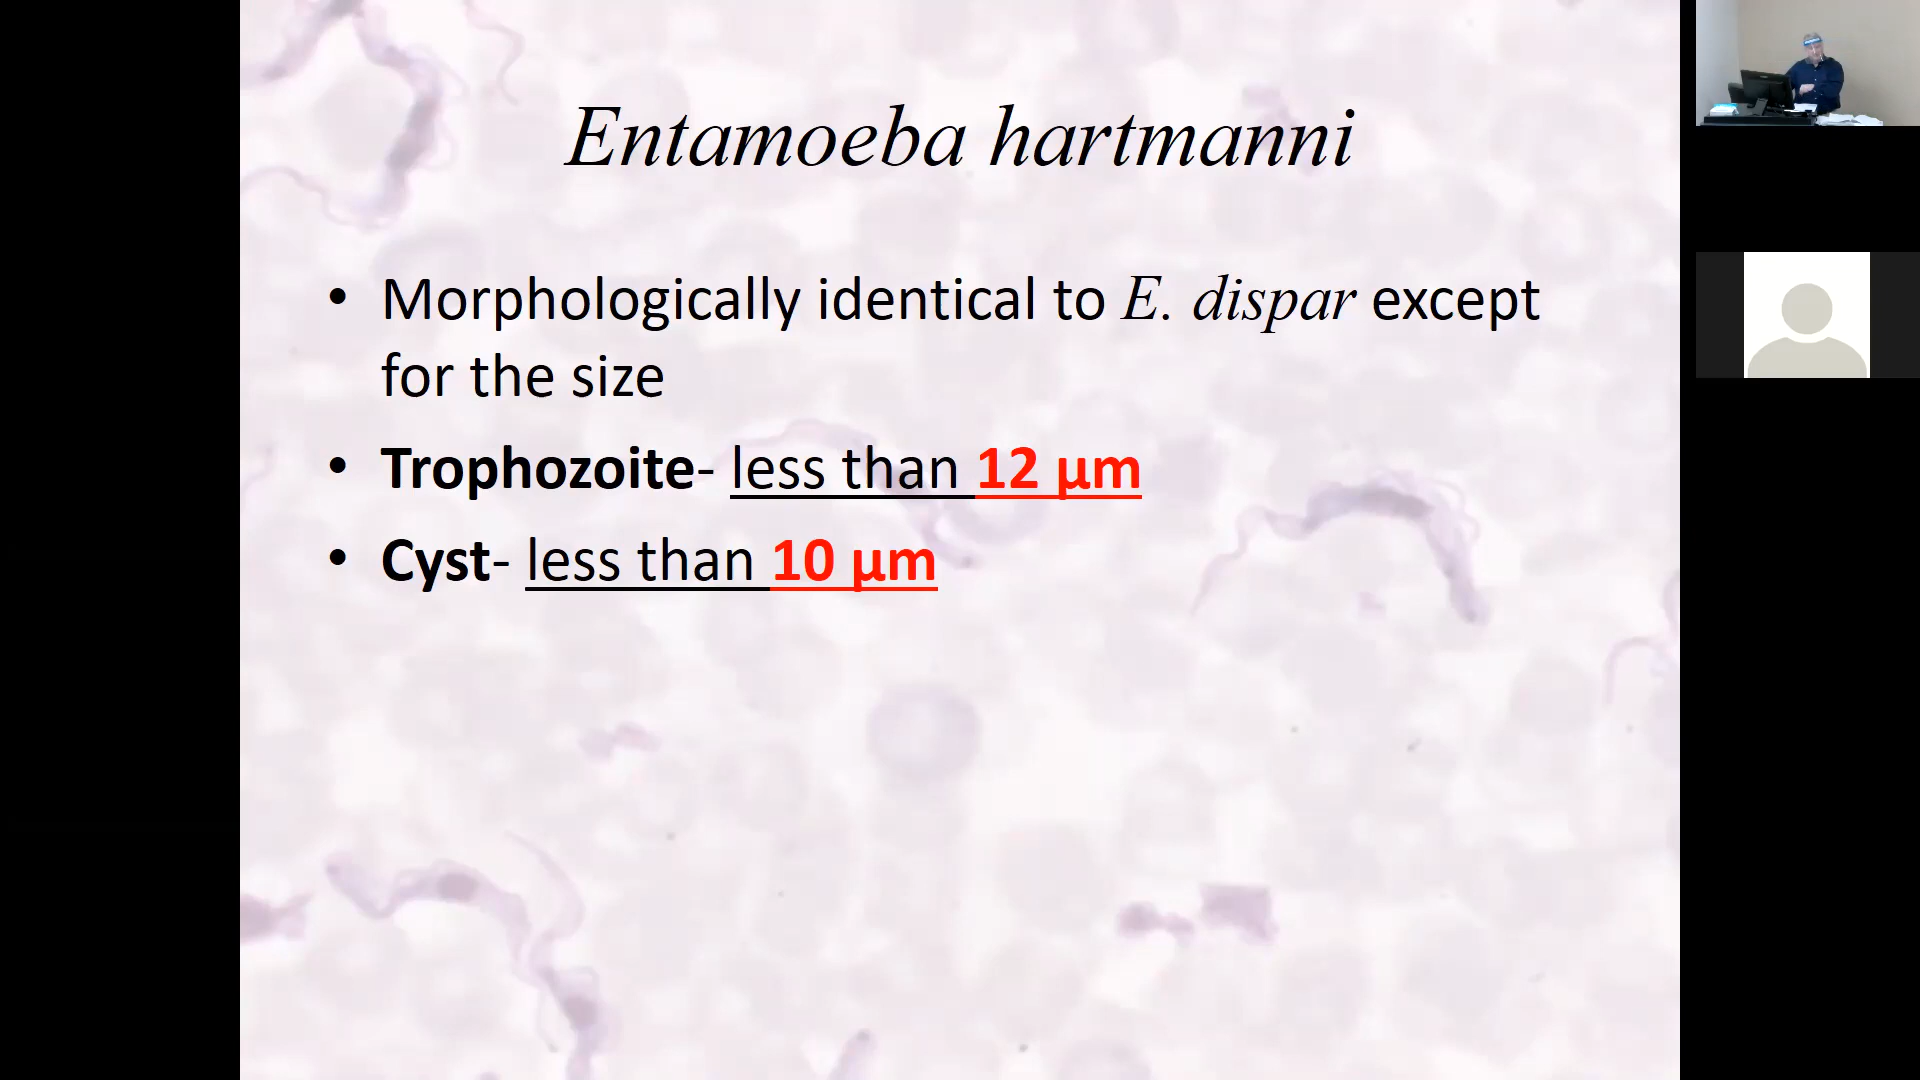 Entamoeba hartmanni
• Morphologically identical to E. dispar except
for the size
• Trophozoite- less than 12 µm
• Cyst- less than 10 µm